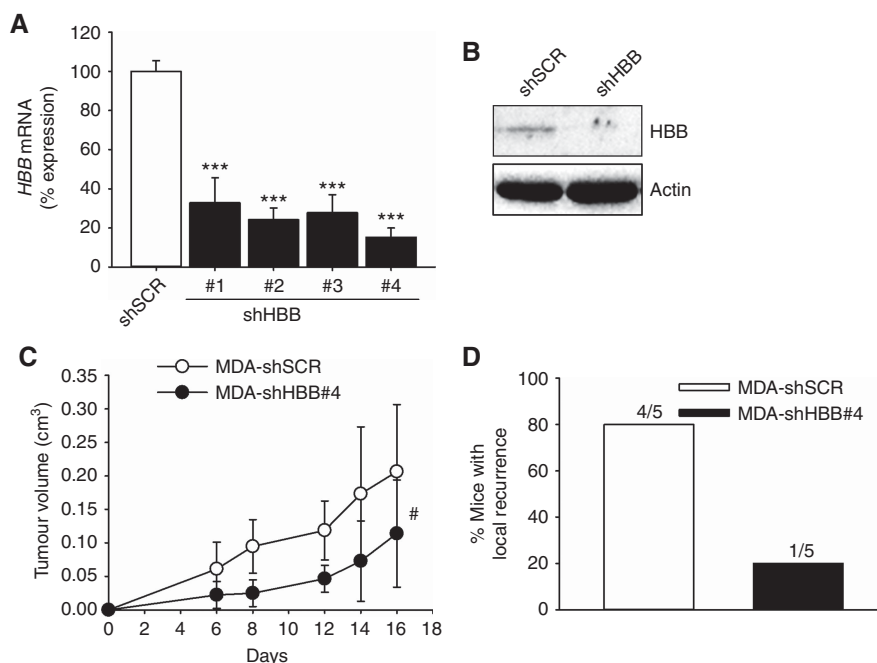 A
120
100
80
60
40
20
0
HBB mRNA
(% expression)
***
***
***
***
shSCR
#1
#2
#3
#4
shHBB
B
shSCR
shHBB
HBB
Actin
C
MDA-shSCR
MDA-shHBB#4
0.35
0.30
0.25
0.20
0.15
0.10
0.05
0.00
Tumour volume (cm³)
#
0
2
4
6
8
10
12
14
16
18
Days
D
100
80
60
40
20
0
% Mice with
local recurrence
MDA-shSCR
MDA-shHBB#4
4/5
1/5